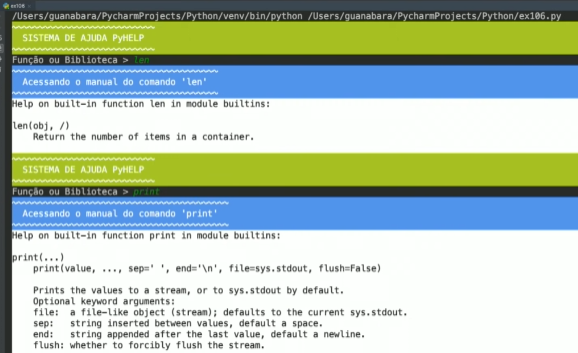 ex106
/Users/guanabara/PycharmProjects/Python/venv/bin/python /Users/guanabara/PycharmProjects/Python/ex106.py
~~~~~~~~~~~~~~~~~~~~~~~~~~~
SISTEMA DE AJUDA PyHELP
~~~~~~~~~~~~~~~~~~~~~~~~~~~
Função ou Biblioteca > len
~~~~~~~~~~~~~~~~~~~~~~~~~~~~~~~~~~~~~~~
Acessando o manual do comando 'len'
~~~~~~~~~~~~~~~~~~~~~~~~~~~~~~~~~~~~~~~
Help on built-in function len in module builtins:
len(obj, /)
Return the number of items in a container.
~~~~~~~~~~~~~~~~~~~~~~~~~~~
SISTEMA DE AJUDA PyHELP
~~~~~~~~~~~~~~~~~~~~~~~~~~~
Função ou Biblioteca > print
~~~~~~~~~~~~~~~~~~~~~~~~~~~~~~~~~~~~~~~~~
Acessando o manual do comando 'print'
~~~~~~~~~~~~~~~~~~~~~~~~~~~~~~~~~~~~~~~~~
Help on built-in function print in module builtins:
print(...)
print(value, ..., sep=' ', end='\n', file=sys.stdout, flush=False)
Prints the values to a stream, or to sys.stdout by default.
Optional keyword arguments:
file:  a file-like object (stream); defaults to the current sys.stdout.
sep:   string inserted between values, default a space.
end:   string appended after the last value, default a newline.
flush: whether to forcibly flush the stream.